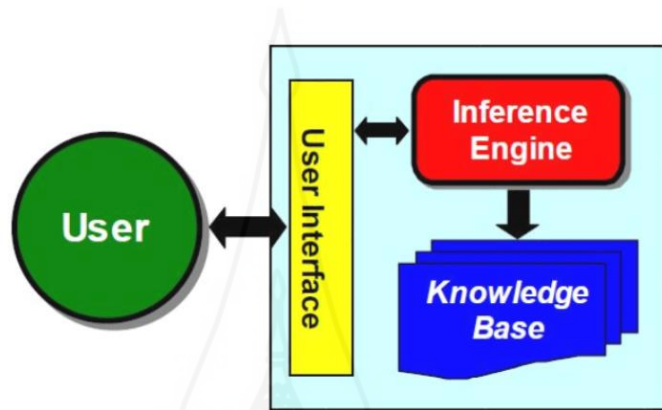 User
User Interface
Inference
Engine
Knowledge
Base